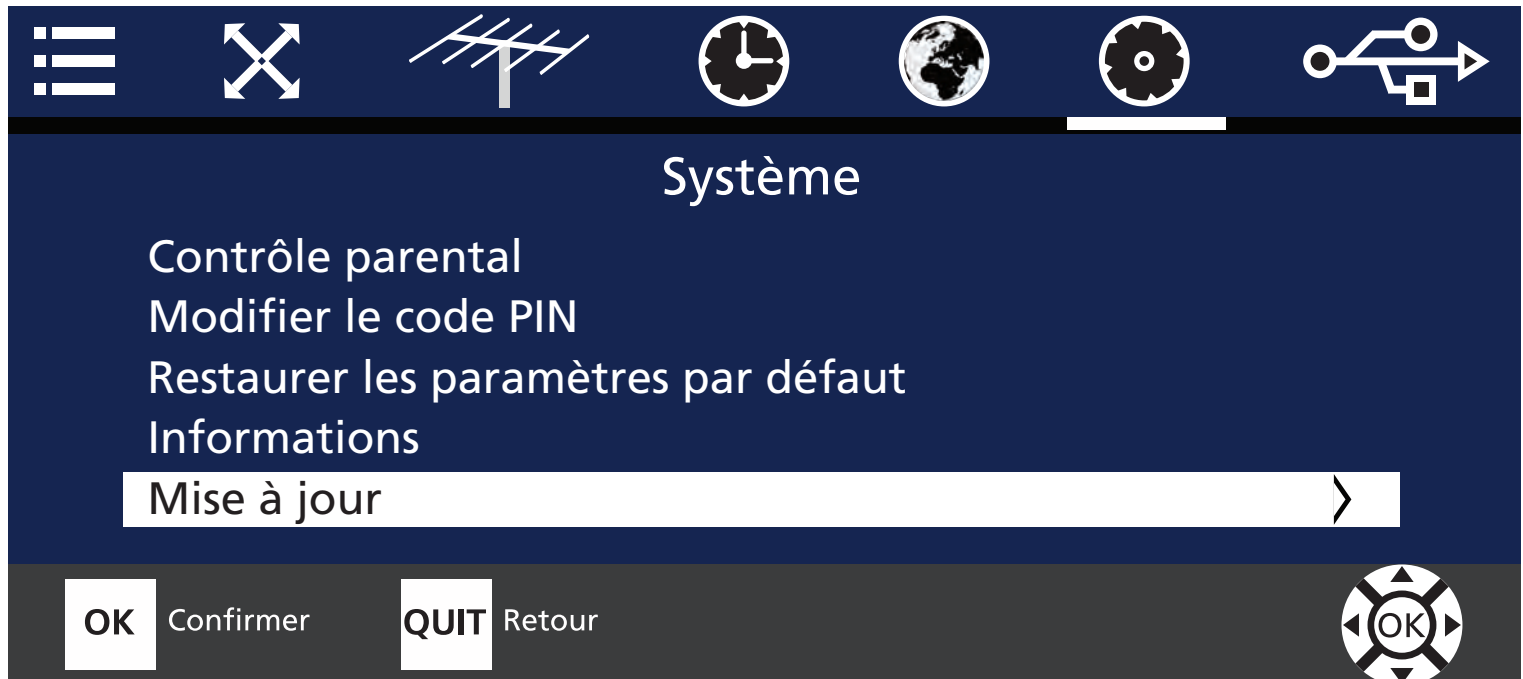 Système
Contrôle parental
Modifier le code PIN
Restaurer les paramètres par défaut
Informations
Mise à jour
OK Confirmer QUIT Retour OK